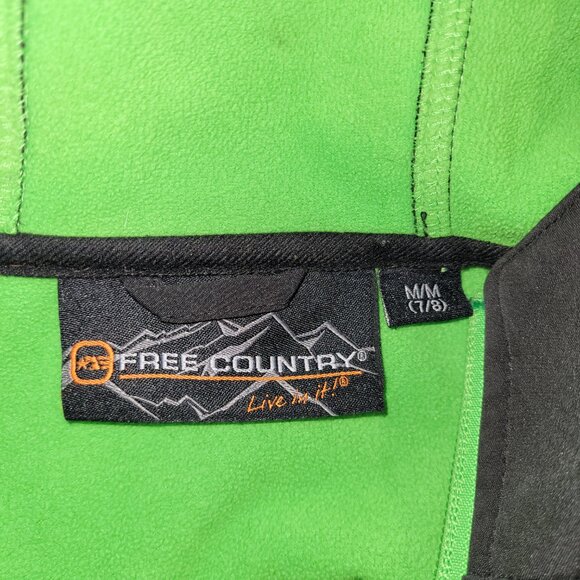 FREE COUNTRY®
Live in it!®
M/M
(7/8)